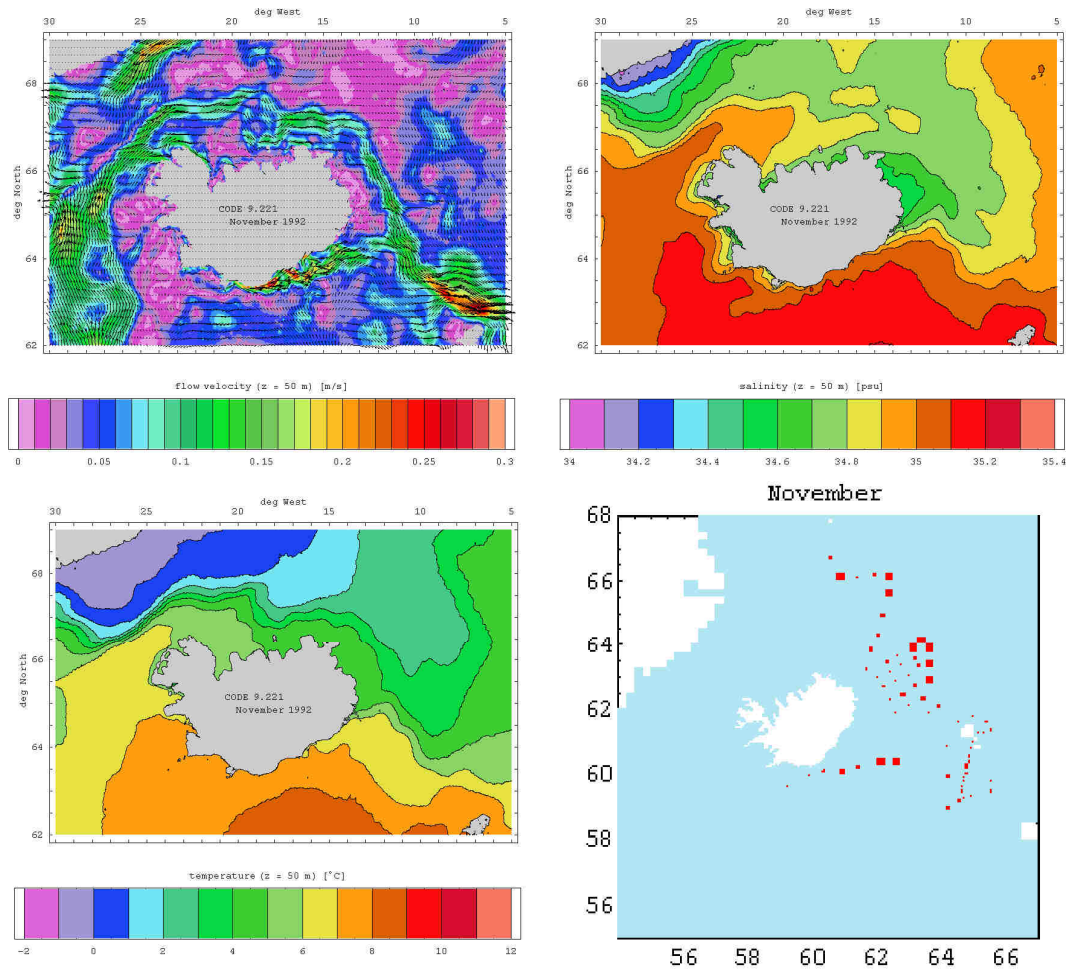 deg West
30 25 20 15 10 5
68
66
64
62
deg North
CODE 9.221
November 1992
flow velocity (z = 50 m) [m/s]
0 0.05 0.1 0.15 0.2 0.25 0.3
deg West
30 25 20 15 10 5
68
66
64
62
deg North
CODE 9.221
November 1992
salinity (z = 50 m) [psu]
34 34.2 34.4 34.6 34.8 35 35.2 35.4
deg West
30 25 20 15 10 5
68
66
64
62
deg North
CODE 9.221
November 1992
temperature (z = 50 m) [°C]
-2 0 2 4 6 8 10 12
November
68
66
64
62
60
58
56
56 58 60 62 64 66